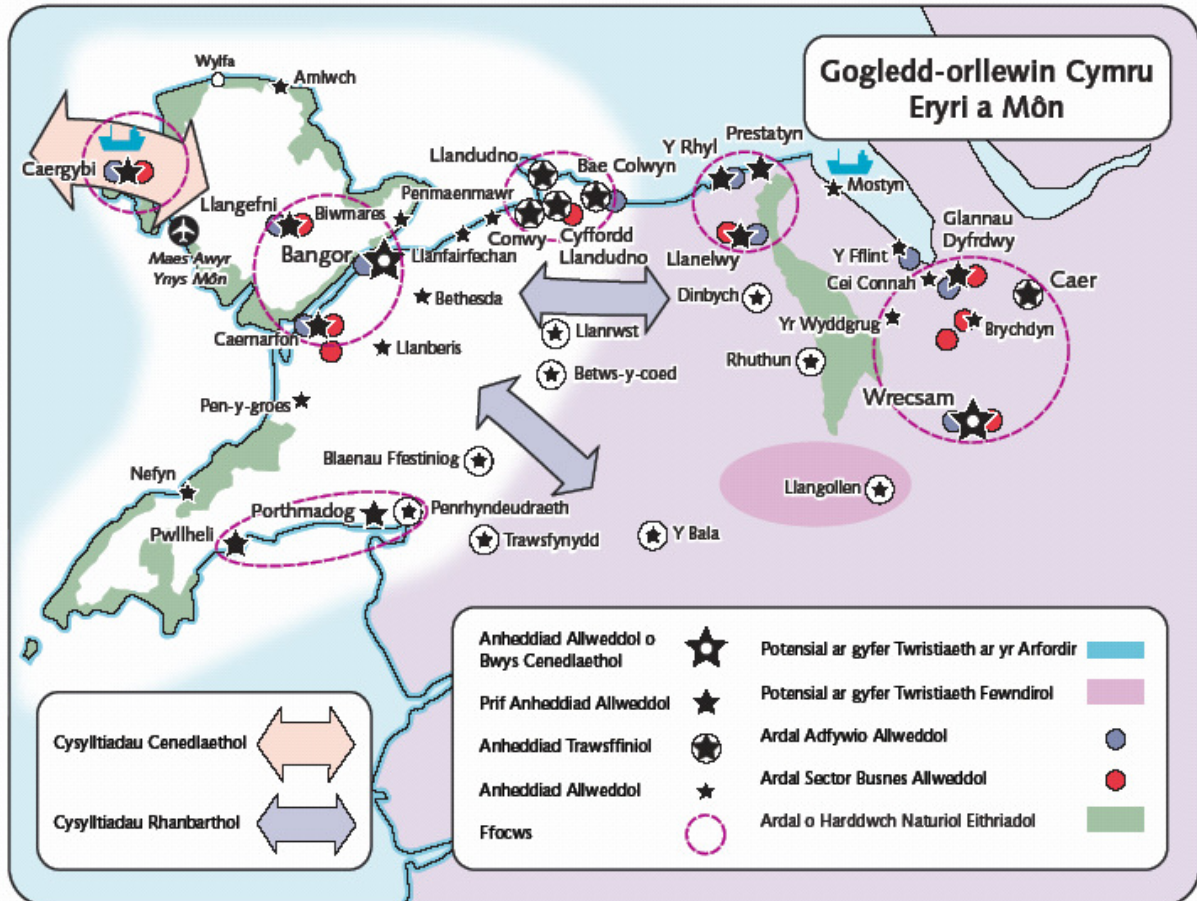 Gogledd-orllewin Cymru
Eryri a Môn
Wylfa
Amlwch
Caergybi
Llangefni
Biwmares
Penmaenmawr
Llandudno
Bae Colwyn
Y Rhyl
Prestatyn
Mostyn
Maes Awyr
Ynys Môn
Bangor
Llanfairfechan
Conwy
Cyffordd
Llandudno
Llanelwy
Y Fflint
Glannau
Dyfrdwy
Cei Connah
Caer
Bethesda
Dinbych
Yr Wyddgrug
Brychdyn
Caernarfon
Llanberis
Llanrwst
Rhuthun
Betws-y-coed
Pen-y-groes
Wrecsam
Blaenau Ffestiniog
Nefyn
Llangollen
Porthmadog
Penrhyndeudraeth
Pwllheli
Trawsfynydd
Y Bala
Cysylltiadau Cenedlaethol
Cysylltiadau Rhanbarthol
Anheddiad Allweddol o
Bwys Cenedlaethol
Prif Anheddiad Allweddol
Anheddiad Trawsffiniol
Anheddiad Allweddol
Ffocws
Potensial ar gyfer Twristiaeth ar yr Arfordir
Potensial ar gyfer Twristiaeth Fewndirol
Ardal Adfywio Allweddol
Ardal Sector Busnes Allweddol
Ardal o Harddwch Naturiol Eithriadol